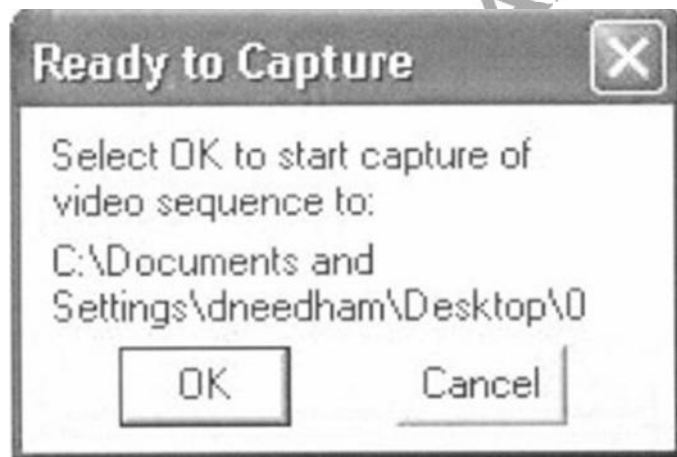 Ready to Capture
Select OK to start capture of
video sequence to:
C:\Documents and
Settings\dneedham\Desktop\0
OK
Cancel